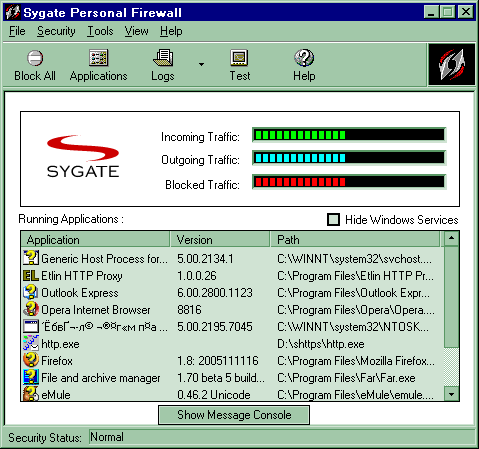 Sygate Personal Firewall
File Security Tools View Help
Block All Applications Logs Test Help
SYGATE
Incoming Traffic:
Outgoing Traffic:
Blocked Traffic:
Running Applications : Hide Windows Services
Application Version Path
Generic Host Process for... 5.00.2134.1 C:\WINNT\system32\svchost....
EL Etlin HTTP Proxy 1.0.0.26 C:\Program Files\Etlin HTTP Pr...
Outlook Express 6.00.2800.1123 C:\Program Files\Outlook Expr...
Opera Internet Browser 8816 C:\Program Files\Opera\Opera....
5.00.2195.7045 C:\WINNT\system32\NTOSK...
http.exe D:\shttps\http.exe
Firefox 1.8: 2005111116 C:\Program Files\Mozilla Firefox...
File and archive manager 1.70 beta 5 build... C:\Program Files\Far\Far.exe
eMule 0.46.2 Unicode C:\Program Files\eMule\emule....
Show Message Console
Security Status: Normal